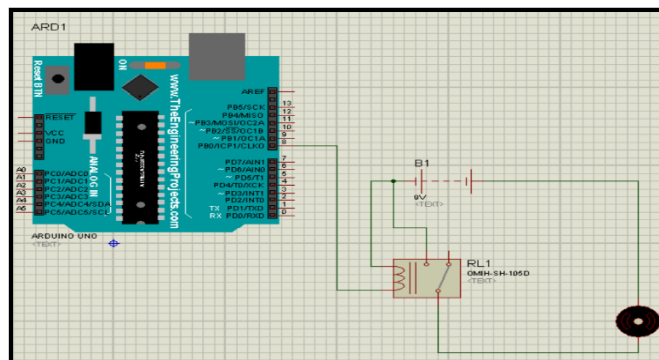 ARD1
Reset BTN
ON
www.TheEngineeringProjects.com
RESET
VCC
GND
ANALOG IN
A0
A1
A2
A3
A4
A5
PC0/ADC0
PC1/ADC1
PC2/ADC2
PC3/ADC3
PC4/ADC4/SDA
PC5/ADC5/SCL
AREF
PB5/SCK 13
PB4/MISO 12
~PB3/MOSI/OC2A 11
~PB2/SS/OC1B 10
~PB1/OC1A 9
PB0/ICP1/CLKO 8
PD7/AIN1 7
~PD6/AIN0 6
~PD5/T1 5
PD4/T0/XCK 4
~PD3/INT1 3
PD2/INT0 2
TX PD1/TXD 1
RX PD0/RXD 0
ARDUINO UNO
<TEXT>
B1
9V
<TEXT>
RL1
OMIH-SH-105D
<TEXT>